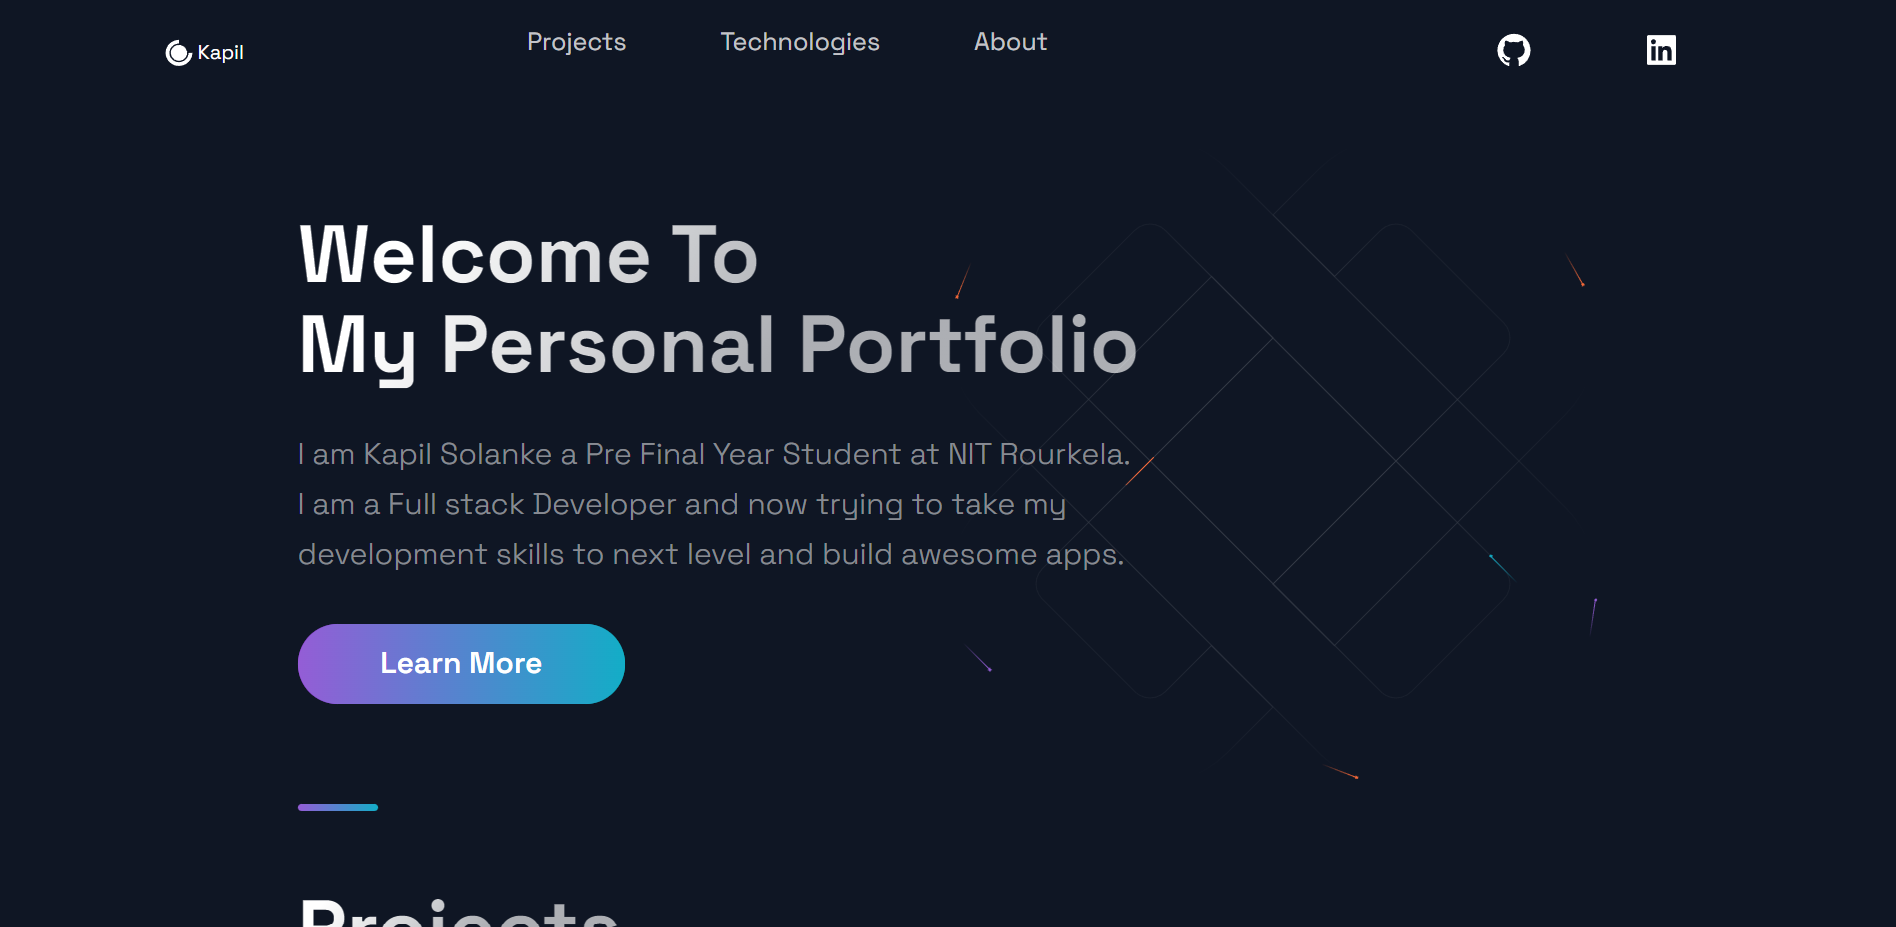 Kapil
Projects
Technologies
About
Welcome To
My Personal Portfolio
I am Kapil Solanke a Pre Final Year Student at NIT Rourkela.
I am a Full stack Developer and now trying to take my
development skills to next level and build awesome apps.
Learn More
Projects